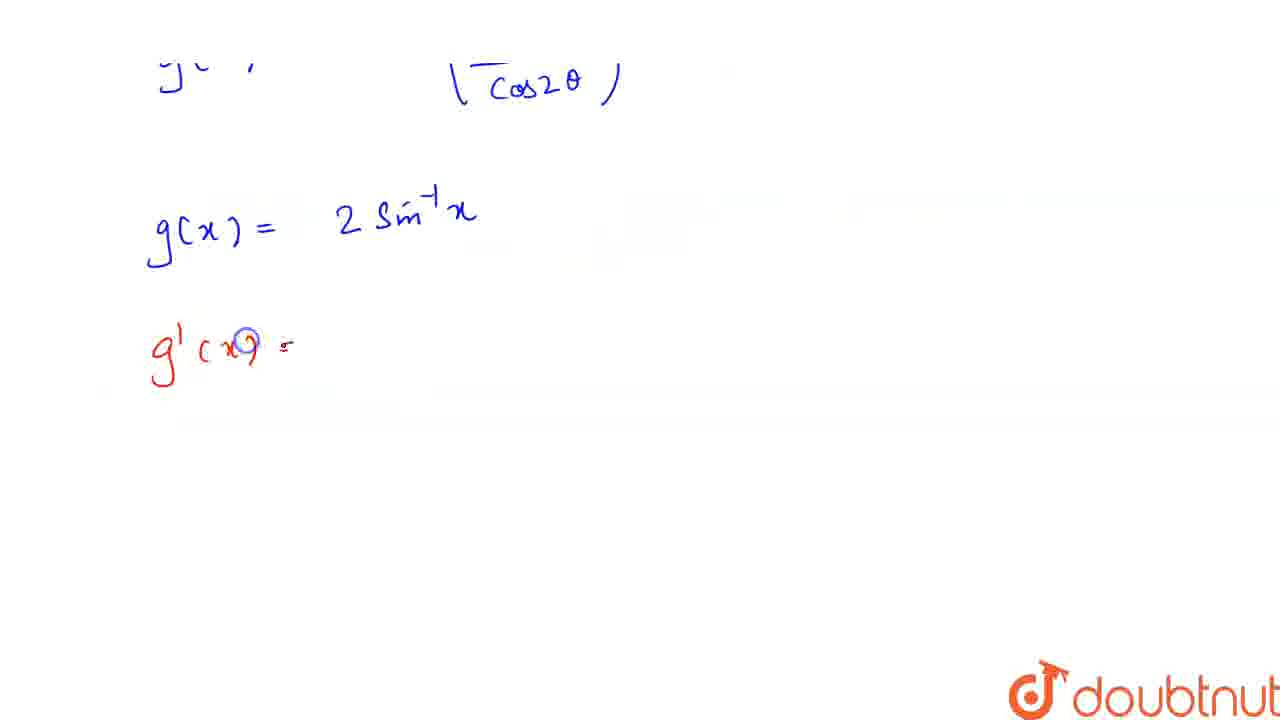 cos2θ )
g(x) = 2 Sin⁻¹x
g'(x) =
doubtnut